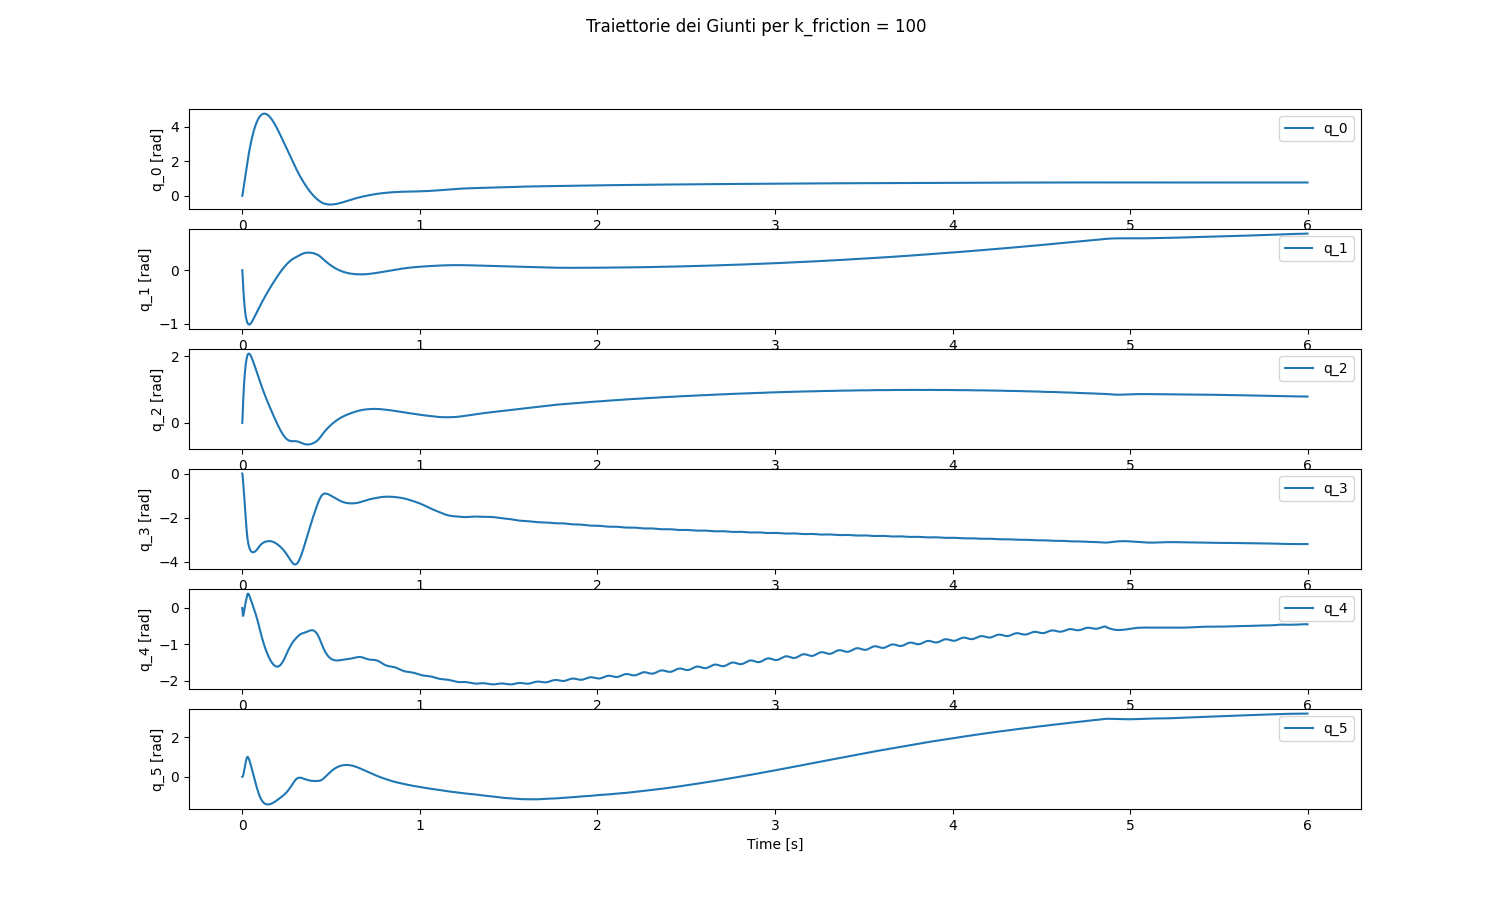 Traiettorie dei Giunti per k_friction = 100
q_0 [rad]
4
2
0
q_0
0 1 2 3 4 5 6
q_1 [rad]
0
−1
q_1
0 1 2 3 4 5 6
q_2 [rad]
2
0
q_2
0 1 2 3 4 5 6
q_3 [rad]
0
−2
−4
q_3
0 1 2 3 4 5 6
q_4 [rad]
0
−1
−2
q_4
0 1 2 3 4 5 6
q_5 [rad]
2
0
q_5
0 1 2 3 4 5 6
Time [s]